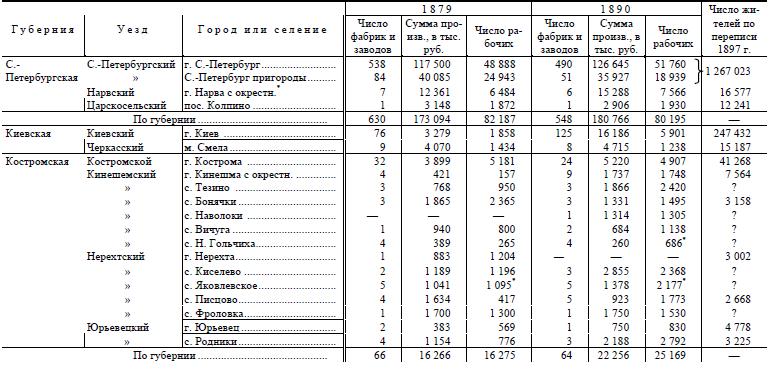 Губерния Уезд Город или селение 1879 1890 Число жителей по переписи 1897 г.
Число фабрик и заводов Сумма произв., в тыс. руб. Число рабочих Число фабрик и заводов Сумма произв., в тыс. руб. Число рабочих
С.-Петербургская С.-Петербургский г. С.-Петербург 538 117 500 48 888 490 126 645 51 760 } 1 267 023
» С.-Петербург пригороды 84 40 085 24 943 51 35 927 18 939
Нарвский г. Нарва с окрестн.* 7 12 361 6 484 6 15 288 7 566 16 577
Царскосельский пос. Колпино 1 3 148 1 872 1 2 906 1 930 12 241
По губернии 630 173 094 82 187 548 180 766 80 195 —
Киевская Киевский г. Киев 76 3 279 1 858 125 16 186 5 901 247 432
Черкасский м. Смела 9 4 070 1 434 8 4 715 1 238 15 187
Костромская Костромской г. Кострома 32 3 899 5 181 24 5 220 4 907 41 268
Кинешемский г. Кинешма с окрестн. 4 421 157 9 1 737 1 748 7 564
» с. Тезино 3 768 950 3 1 866 2 420 ?
» с. Бонячки 3 1 865 2 365 3 1 331 1 495 3 158
» с. Наволоки — — — 1 1 314 1 305 ?
» с. Вичуга 1 940 800 2 684 1 138 ?
» с. Н. Гольчиха 4 389 265 4 260 686* ?
Нерехтский г. Нерехта 1 883 1 204 — — — 3 002
» с. Киселево 2 1 189 1 196 3 2 855 2 368 ?
» с. Яковлевское 5 1 041 1 095* 5 1 378 2 177* ?
» с. Писцово 4 1 634 417 5 923 1 773 2 668
» с. Фроловка 1 1 700 1 300 1 1 750 1 530 ?
Юрьевецкий г. Юрьевец 2 383 569 1 750 830 4 778
» с. Родники 4 1 154 776 3 2 188 2 792 3 225
По губернии 66 16 266 16 275 64 22 256 25 169 —